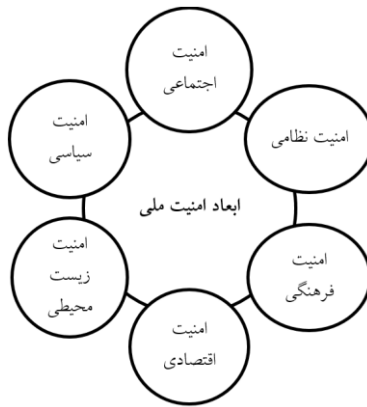 امنیت
اجتماعی
امنیت نظامی
امنیت
فرهنگی
امنیت
اقتصادی
امنیت
زیست
محیطی
امنیت
سیاسی
ابعاد امنیت ملی